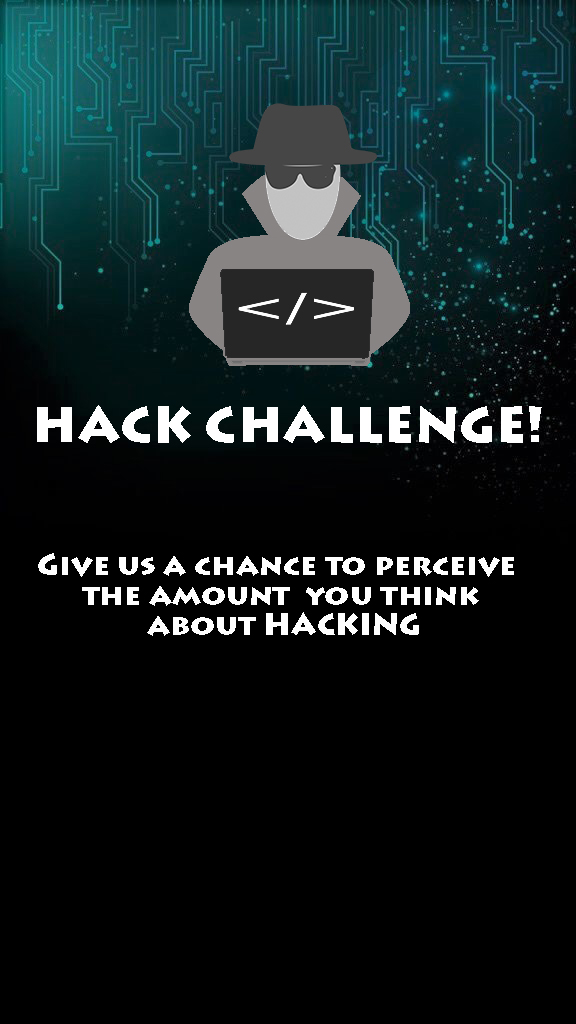 </>
HACK CHALLENGE!
GIVE US A CHANCE TO PERCEIVE
THE AMOUNT YOU THINK
ABOUT HACKING